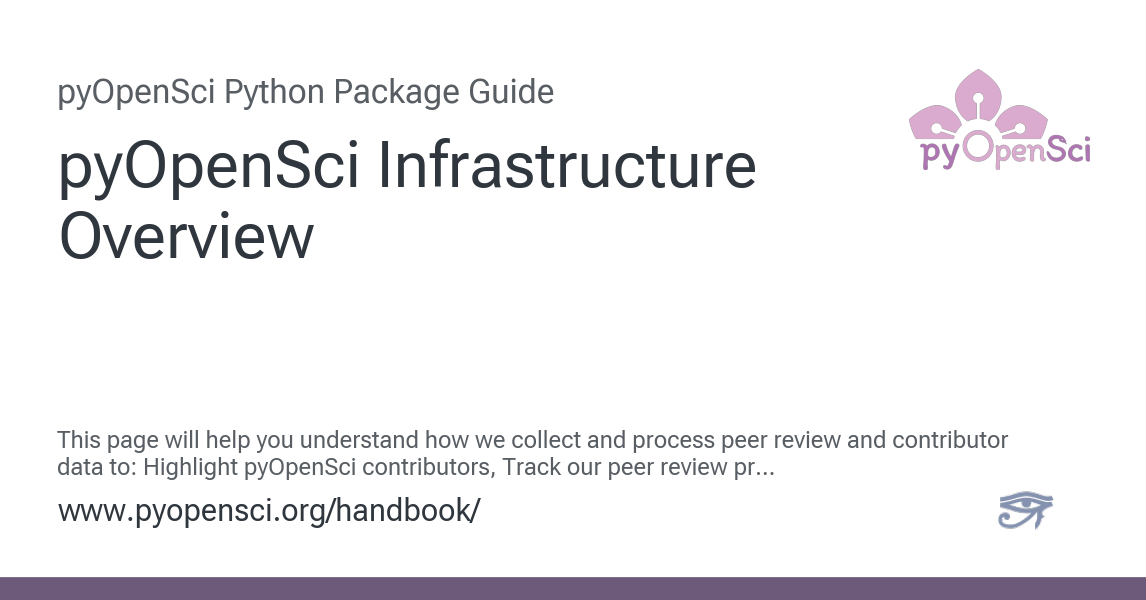 pyOpenSci Python Package Guide
pyOpenSci Infrastructure
Overview
pyOpenSci
This page will help you understand how we collect and process peer review and contributor
data to: Highlight pyOpenSci contributors, Track our peer review pr...
www.pyopensci.org/handbook/